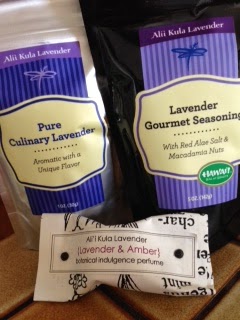 Alii Kula Lavender
Pure
Culinary Lavender
Aromatic with a
Unique Flavor
Alii Kula Lavender
Lavender
Gourmet Seasoning
With Red Alae Salt &
Macadamia Nuts
HAWAII
Ali'i Kula Lavender
{Lavender & Amber}
botanical indulgence perfume